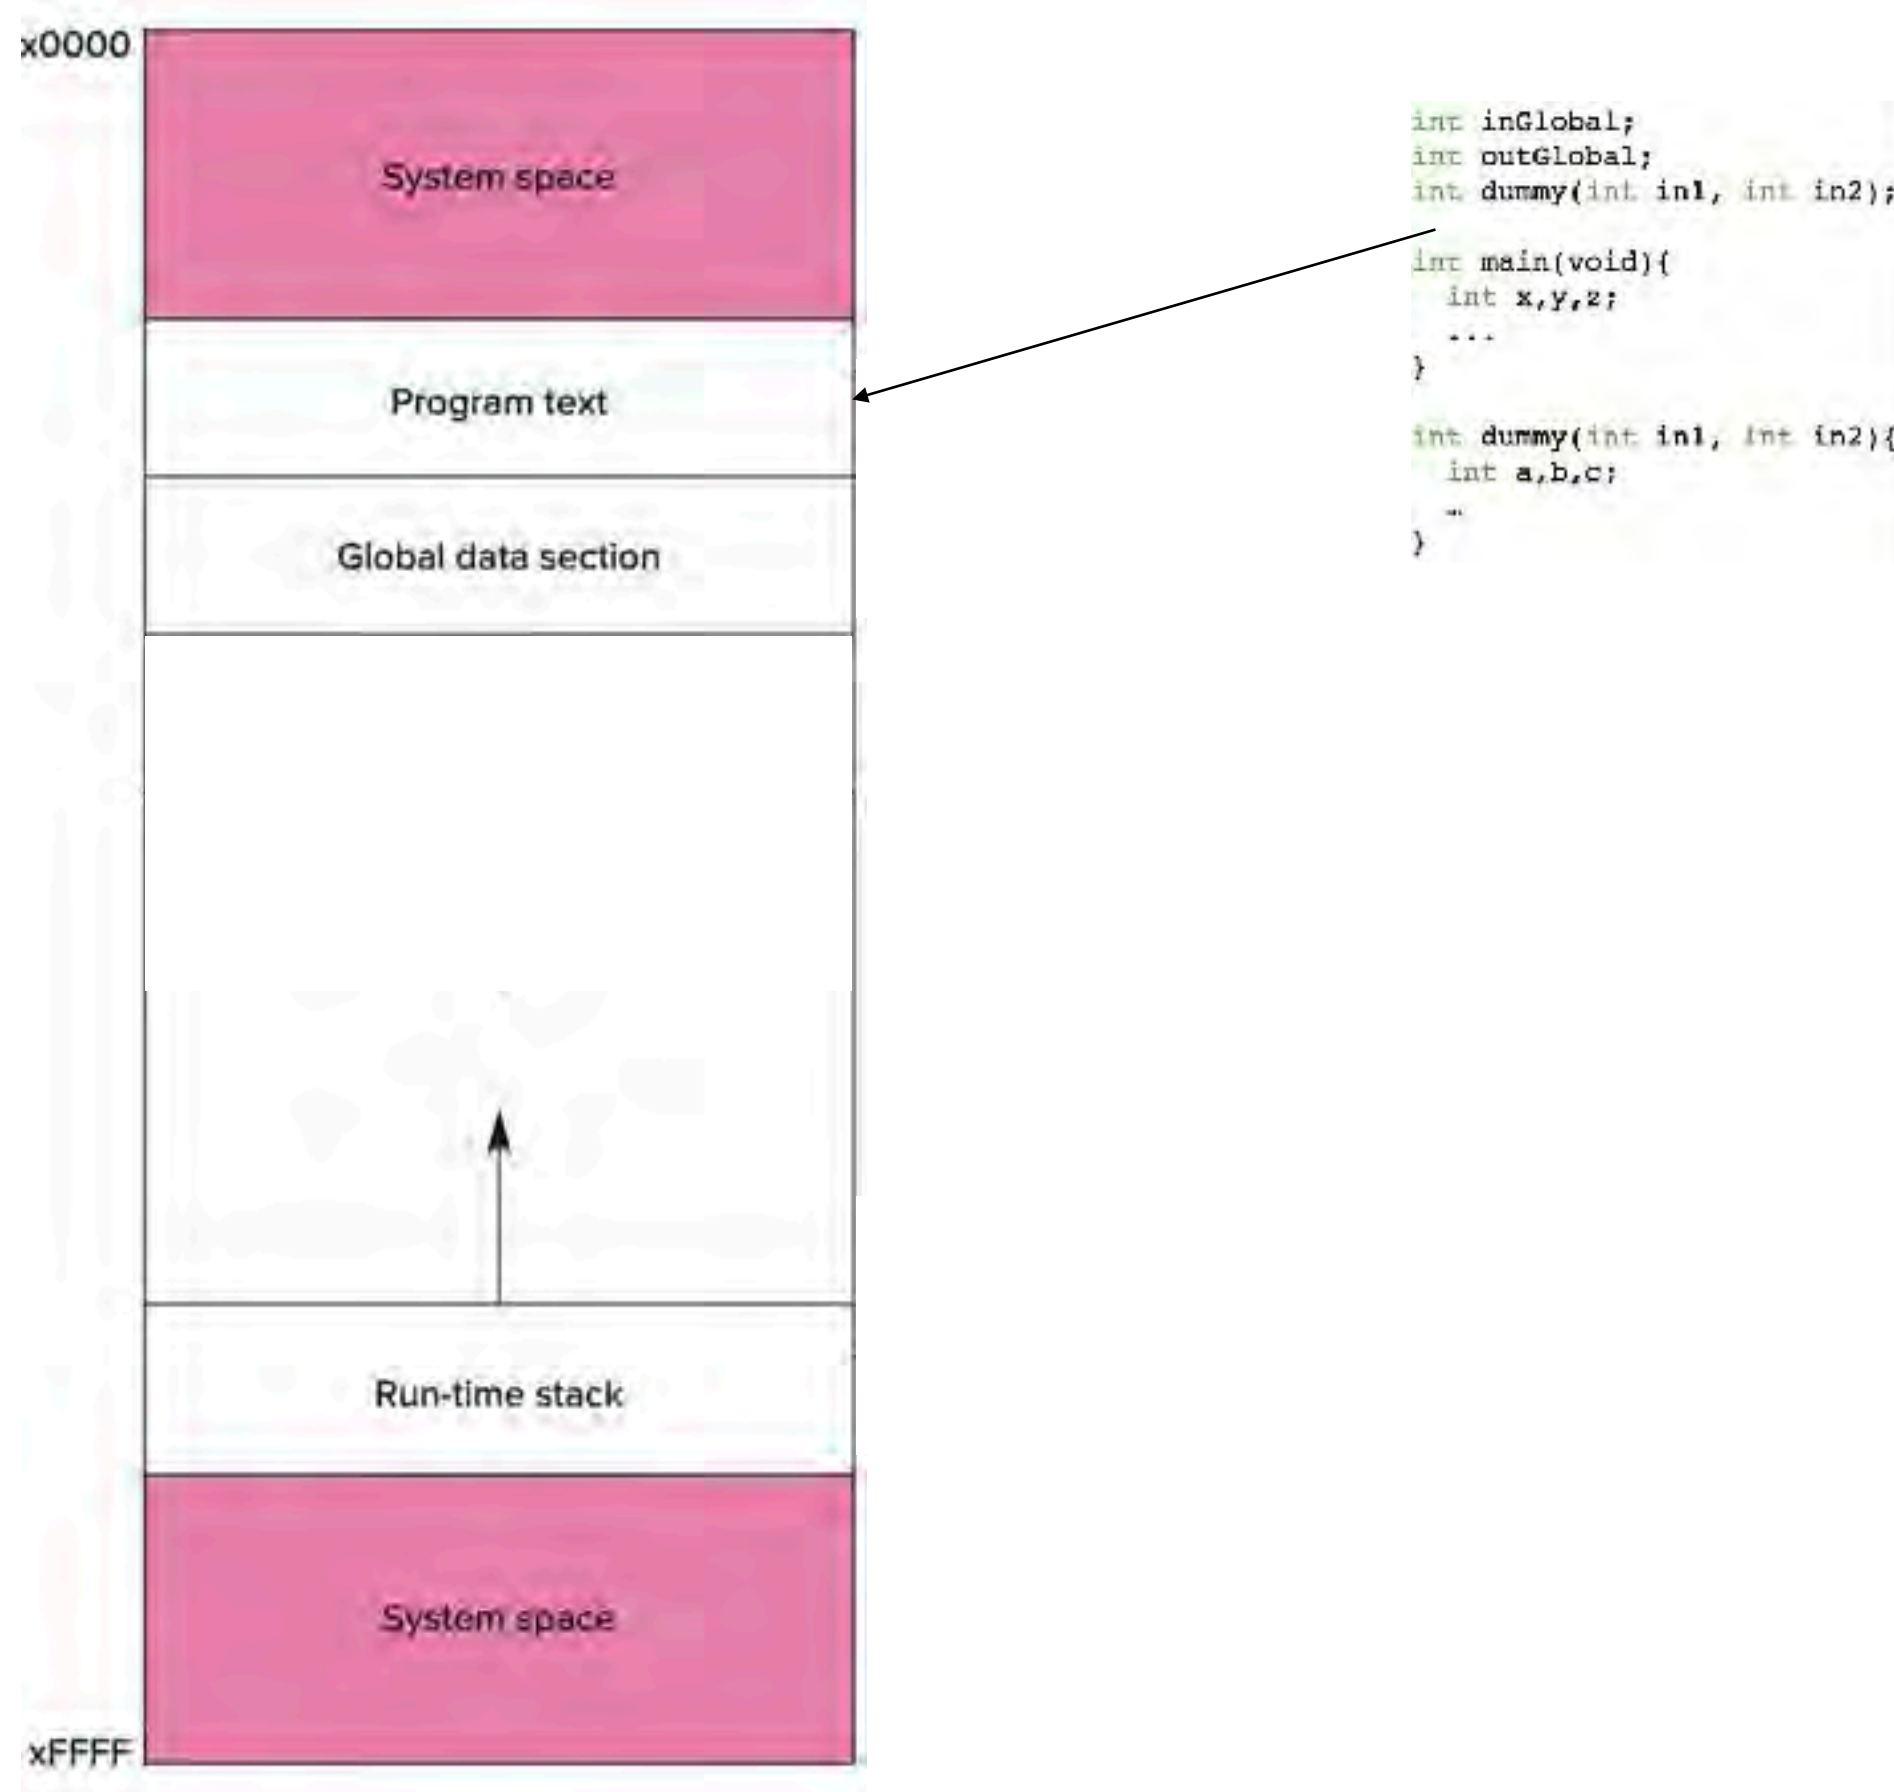 x0000
System space
Program text
Global data section
Run-time stack
System space
xFFFF
int inGlobal;
int outGlobal;
int dummy(int in1, int in2);
int main(void){
int x,y,z;
...
}
int dummy(int in1, int in2){
int a,b,c;
…
}